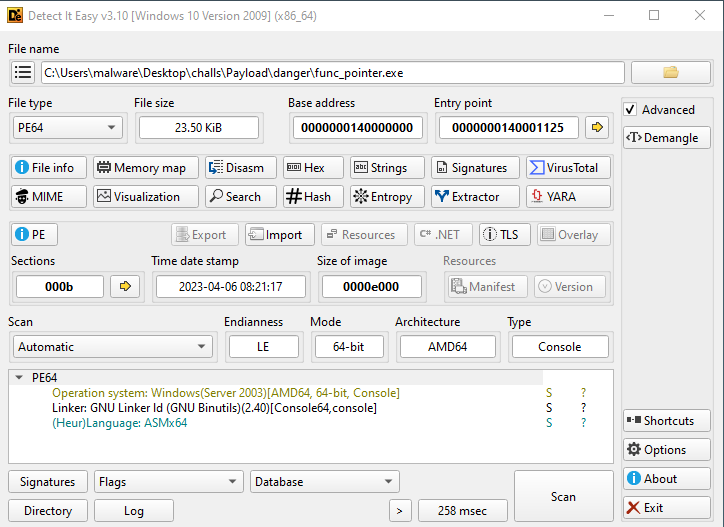 Detect It Easy v3.10 [Windows 10 Version 2009] (x86_64)
File name
C:\Users\malware\Desktop\challs\Payload\danger\func_pointer.exe
File type File size Base address Entry point Advanced
PE64 23.50 KiB 0000000140000000 0000000140001125 Demangle
File info Memory map Disasm Hex Strings Signatures VirusTotal
MIME Visualization Search Hash Entropy Extractor YARA
PE Export Import Resources .NET TLS Overlay
Sections Time date stamp Size of image Resources
000b 2023-04-06 08:21:17 0000e000 Manifest Version
Scan Endianness Mode Architecture Type
Automatic LE 64-bit AMD64 Console
PE64
Operation system: Windows(Server 2003)[AMD64, 64-bit, Console] S ?
Linker: GNU Linker ld (GNU Binutils)(2.40)[Console64,console] S ?
(Heur)Language: ASMx64 S ?
Shortcuts
Options
About
Exit
Signatures Flags Database Scan
Directory Log > 258 msec